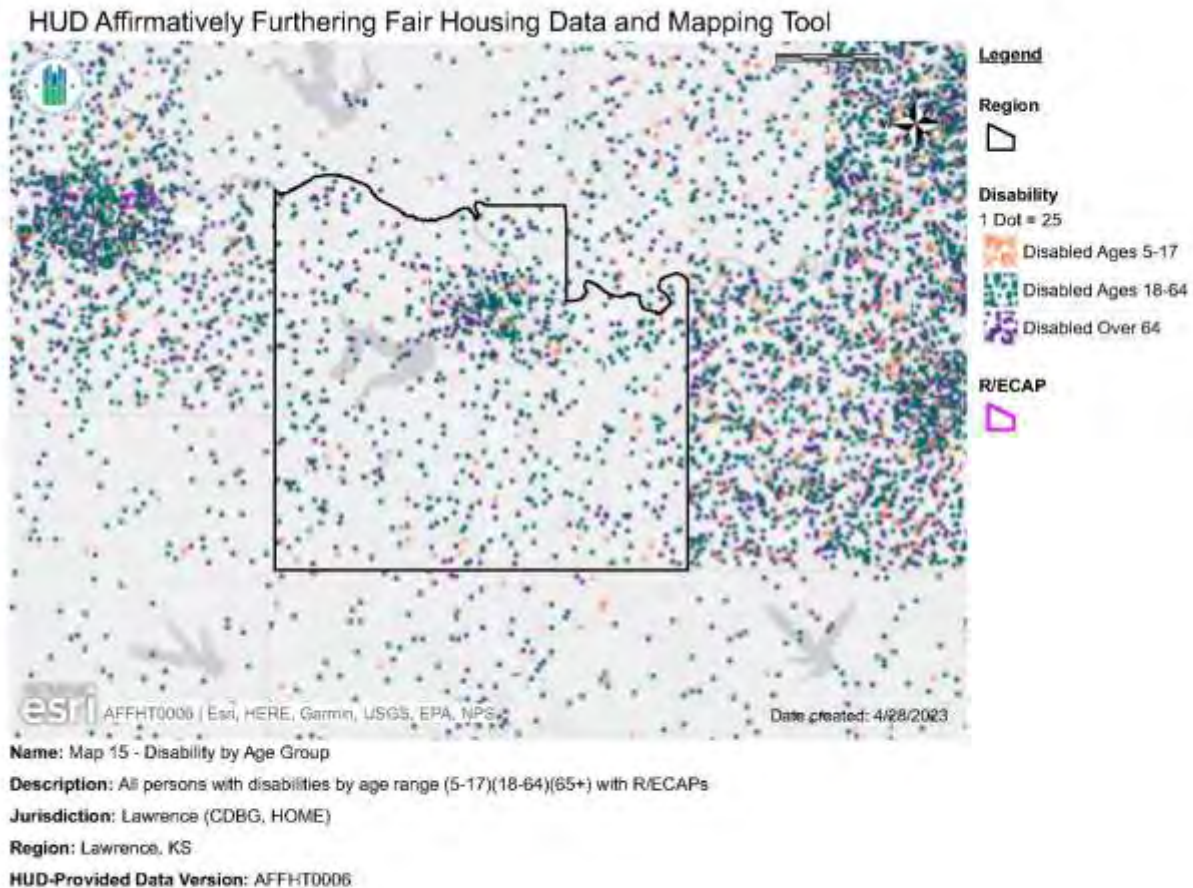 HUD Affirmatively Furthering Fair Housing Data and Mapping Tool
Legend
Region
Disability
1 Dot = 25
Disabled Ages 5-17
Disabled Ages 18-64
Disabled Over 64
R/ECAP
esri AFFHT0006 | Esri, HERE, Garmin, USGS, EPA, NPS
Date created: 4/28/2023
Name: Map 15 - Disability by Age Group
Description: All persons with disabilities by age range (5-17)(18-64)(65+) with R/ECAPs
Jurisdiction: Lawrence (CDBG, HOME)
Region: Lawrence, KS
HUD-Provided Data Version: AFFHT0006